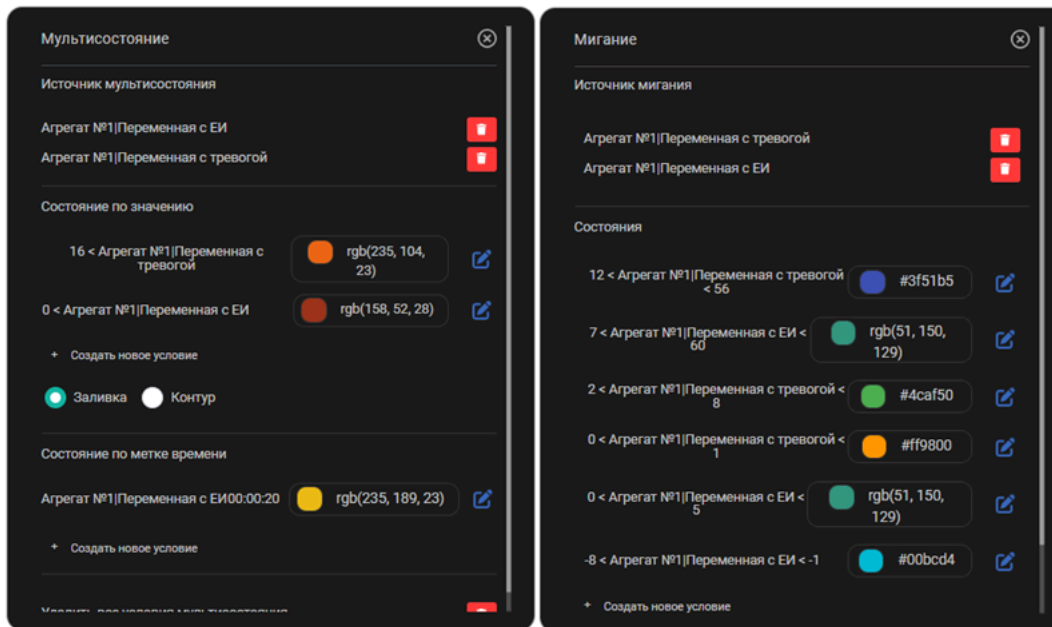 Мультисостояние
Источник мультисостояния
Агрегат №1|Переменная с ЕИ
Агрегат №1|Переменная с тревогой
Состояние по значению
16 < Агрегат №1|Переменная с
тревогой
rgb(235, 104,
23)
0 < Агрегат №1|Переменная с ЕИ
rgb(158, 52, 28)
+ Создать новое условие
Заливка
Контур
Состояние по метке времени
Агрегат №1|Переменная с ЕИ00:00:20
rgb(235, 189, 23)
+ Создать новое условие
Удалить все условия мультисостояния
Мигание
Источник мигания
Агрегат №1|Переменная с тревогой
Агрегат №1|Переменная с ЕИ
Состояния
12 < Агрегат №1|Переменная с тревогой
< 56
#3f51b5
7 < Агрегат №1|Переменная с ЕИ <
60
rgb(51, 150,
129)
2 < Агрегат №1|Переменная с тревогой <
8
#4caf50
0 < Агрегат №1|Переменная с тревогой <
1
#ff9800
0 < Агрегат №1|Переменная с ЕИ <
5
rgb(51, 150,
129)
-8 < Агрегат №1|Переменная с ЕИ < -1
#00bcd4
+ Создать новое условие